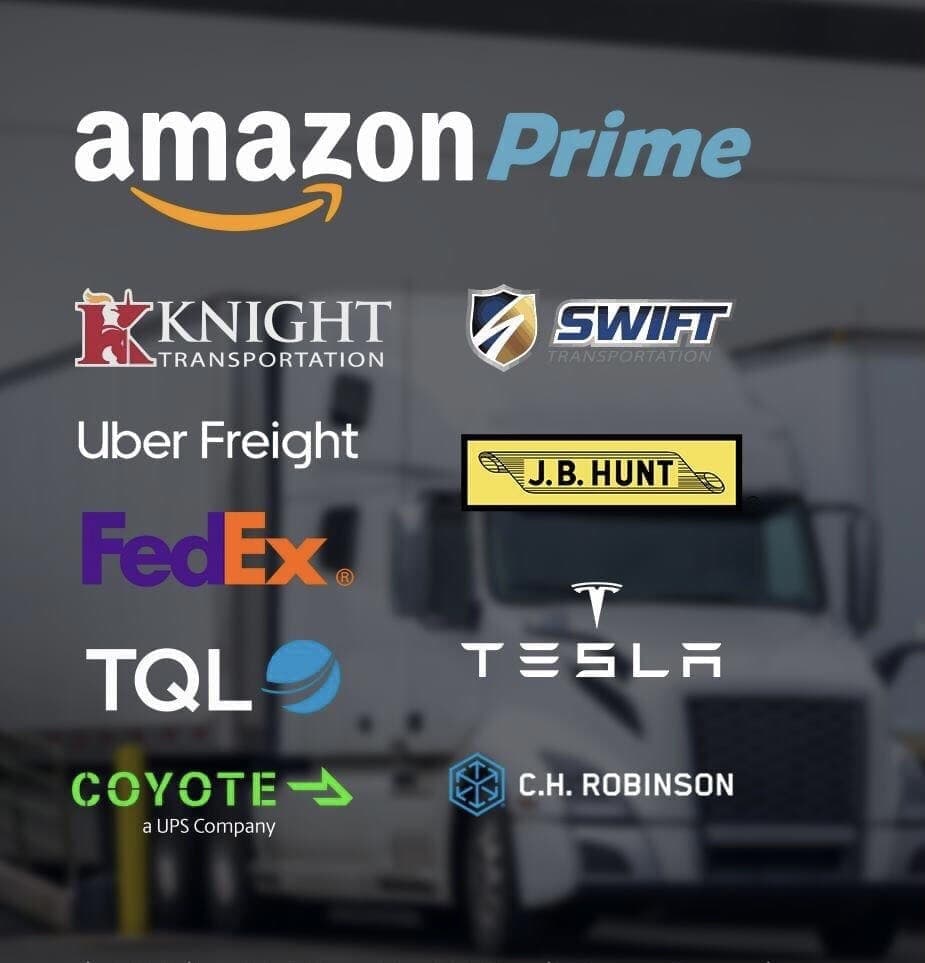 amazon Prime
KNIGHT
TRANSPORTATION
SWIFT
TRANSPORTATION
Uber Freight
J.B. HUNT
FedEx ®
TESLA
TQL
COYOTE
a UPS Company
C.H. ROBINSON